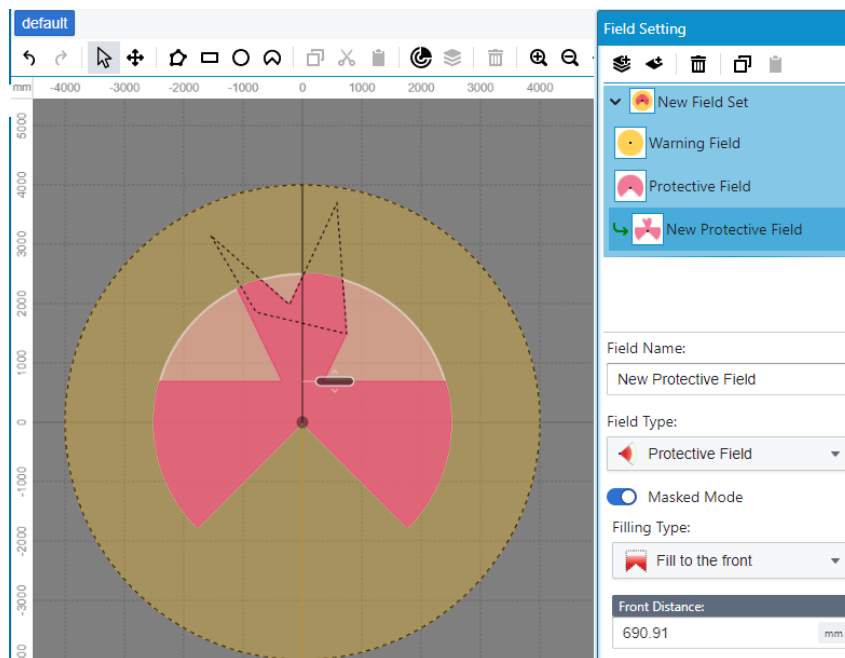 default
Field Setting
mm -4000 -3000 -2000 -1000 0 1000 2000 3000 4000
5000
4000
3000
2000
1000
0
-1000
-2000
-3000
New Field Set
Warning Field
Protective Field
New Protective Field
Field Name:
New Protective Field
Field Type:
Protective Field
Masked Mode
Filling Type:
Fill to the front
Front Distance:
690.91 mm